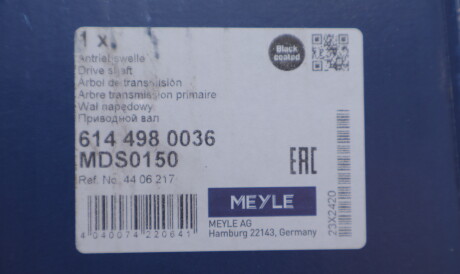 1 x
Black
coated
Antriebswelle
Drive shaft
Arbol de transmisión
Arbre transmission primaire
Wał napędowy
Приводной вал
614 498 0036
MDS0150
Ref. No. 44 06 217
EAC
MEYLE
MEYLE AG
Hamburg 22143, Germany
4 040074 220641
23X2420